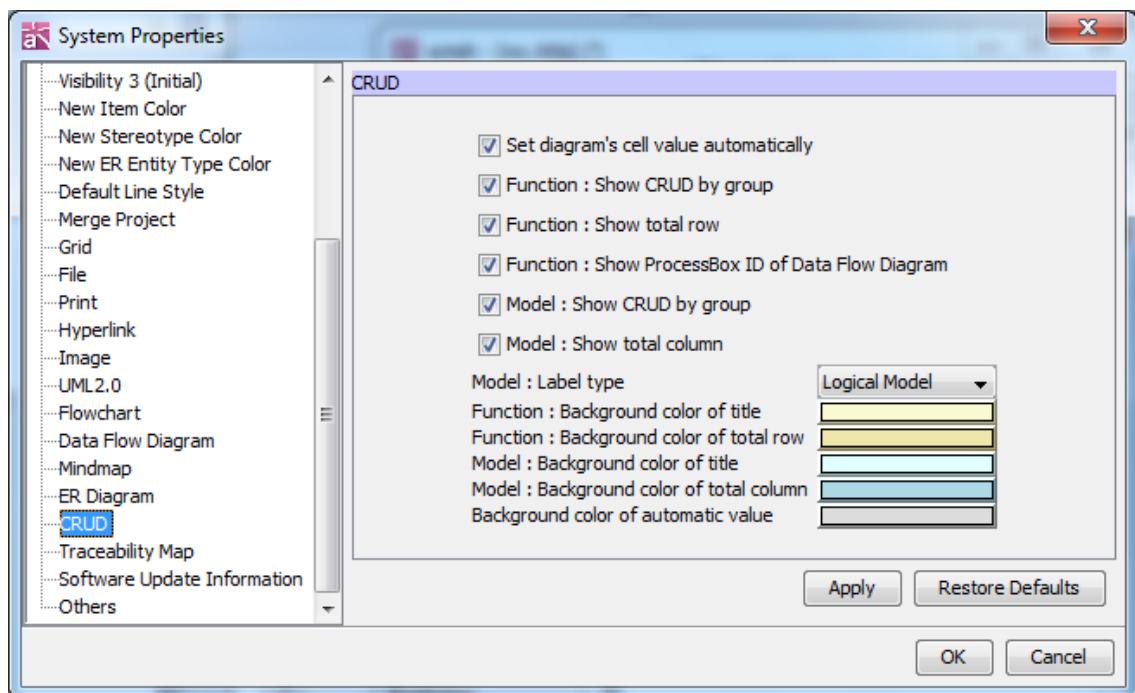 System Properties
Visibility 3 (Initial)
New Item Color
New Stereotype Color
New ER Entity Type Color
Default Line Style
Merge Project
Grid
File
Print
Hyperlink
Image
UML2.0
Flowchart
Data Flow Diagram
Mindmap
ER Diagram
CRUD
Traceability Map
Software Update Information
Others
CRUD
Set diagram's cell value automatically
Function : Show CRUD by group
Function : Show total row
Function : Show ProcessBox ID of Data Flow Diagram
Model : Show CRUD by group
Model : Show total column
Model : Label type Logical Model
Function : Background color of title
Function : Background color of total row
Model : Background color of title
Model : Background color of total column
Background color of automatic value
Apply Restore Defaults
OK Cancel